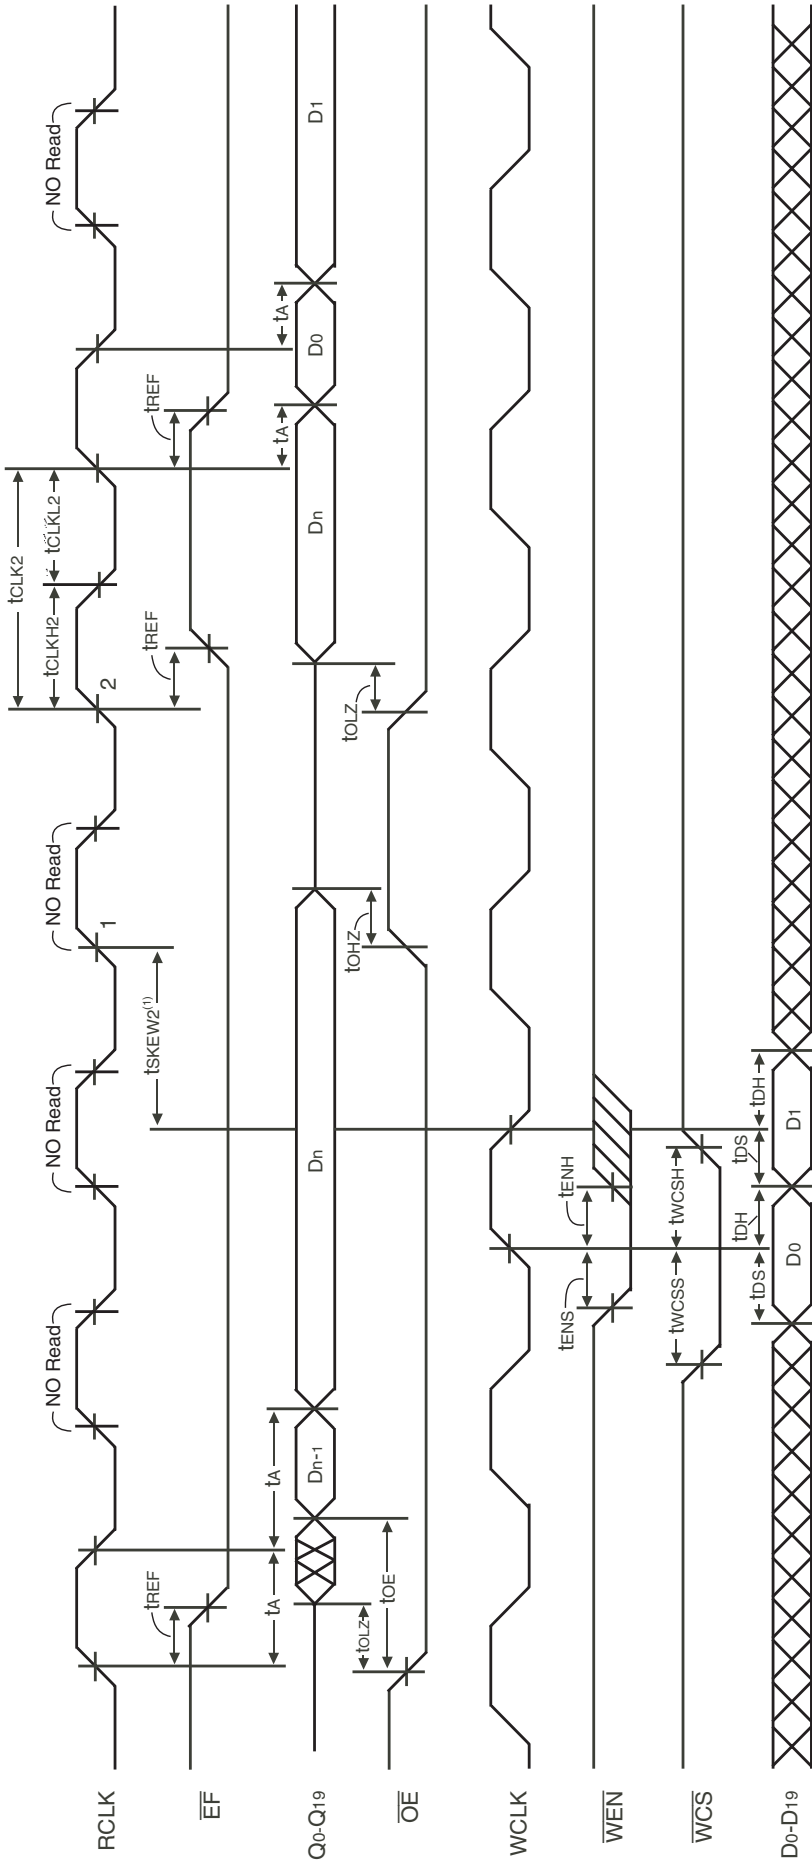 RCLK
NO Read
NO Read
tSKEW2(1)
1
NO Read
2
tCLK2
tCLKH2
tCLKL2
NO Read
EF
tREF
tREF
tREF
Q0-Q19
tA
tA
Dn-1
Dn
Dn
tA
D0
tA
D1
OE
tOLZ
tOE
tOHZ
tOLZ
WCLK
WEN
tENS
tENH
WCS
tWCSS
tWCSH
D0-D19
tDS
tDH
tDS
tDH
D0
D1